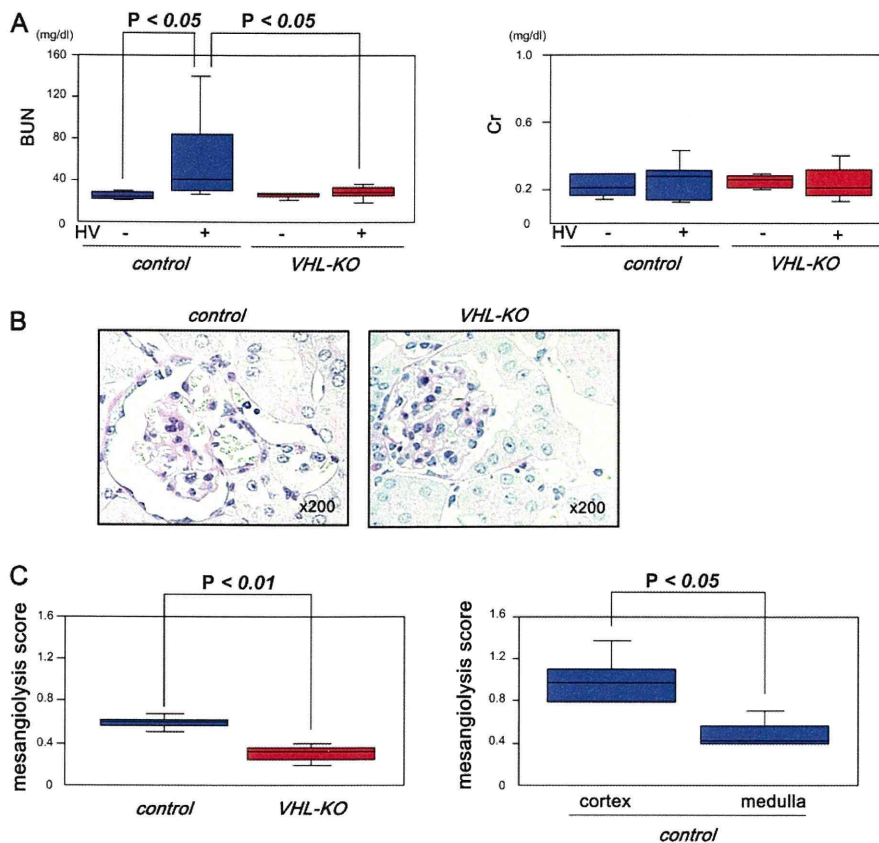 A
(mg/dl)
P < 0.05
P < 0.05
BUN
160
80
40
0
HV
-
+
-
+
control
VHL-KO
(mg/dl)
Cr
1.0
0.6
0.2
0
-
+
-
+
control
VHL-KO
B
control
VHL-KO
x200
x200
C
P < 0.01
mesangiolysis score
1.6
1.2
0.8
0.4
0
control
VHL-KO
P < 0.05
mesangiolysis score
1.6
1.2
0.8
0.4
0
cortex
medulla
control